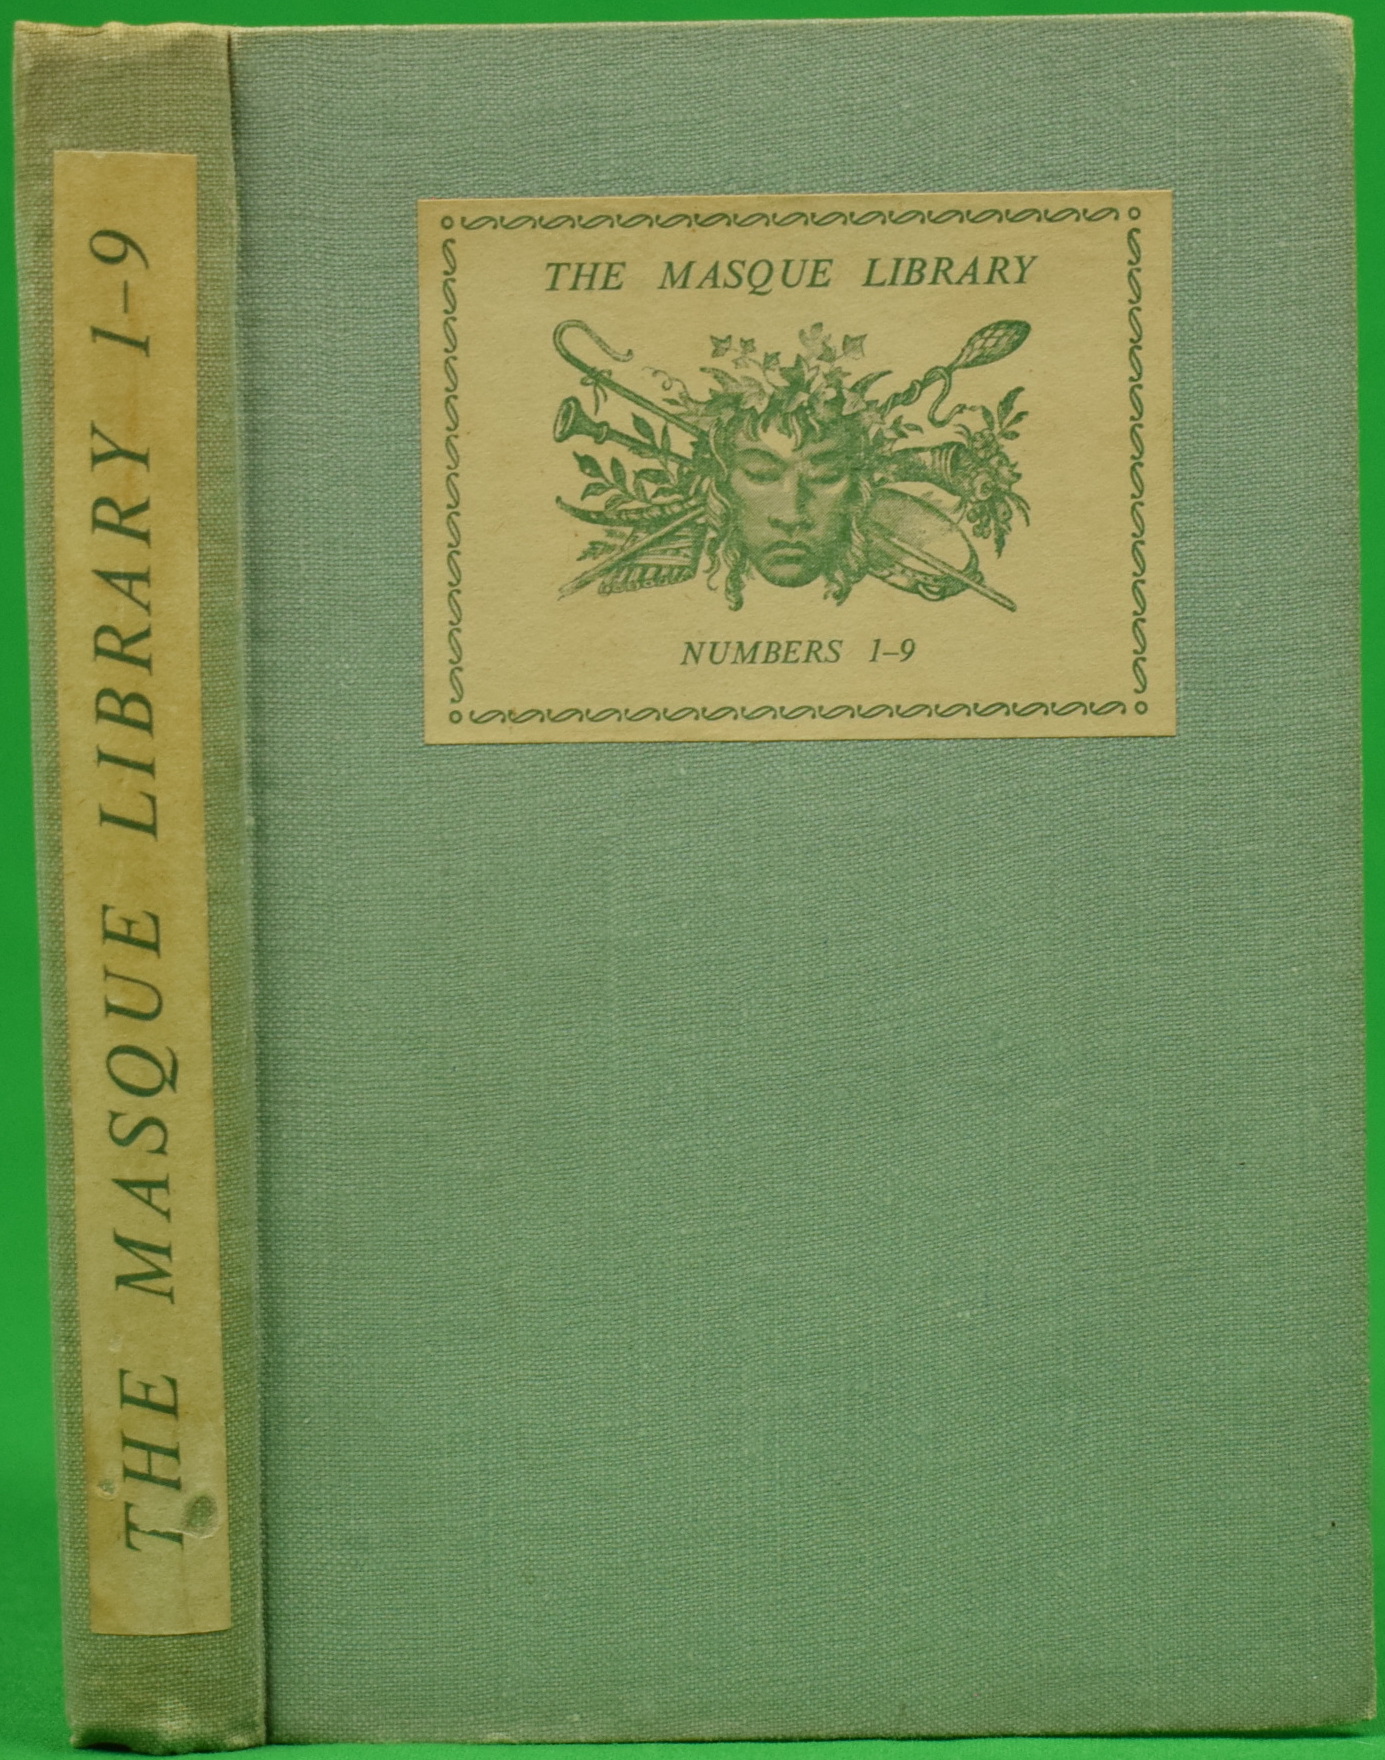 THE MASQUE LIBRARY 1–9
THE MASQUE LIBRARY
NUMBERS 1–9